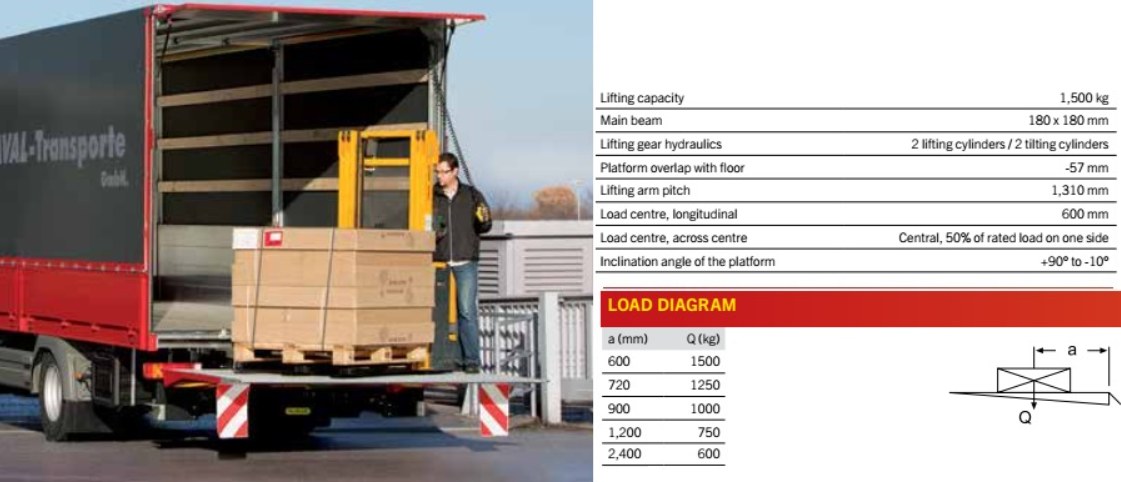 VAL-Transporte
GmbH.
Lifting capacity 1,500 kg
Main beam 180 x 180 mm
Lifting gear hydraulics 2 lifting cylinders / 2 tilting cylinders
Platform overlap with floor -57 mm
Lifting arm pitch 1,310 mm
Load centre, longitudinal 600 mm
Load centre, across centre Central, 50% of rated load on one side
Inclination angle of the platform +90º to -10º
LOAD DIAGRAM
a (mm) Q (kg)
600 1500
720 1250
900 1000
1,200 750
2,400 600
a
Q